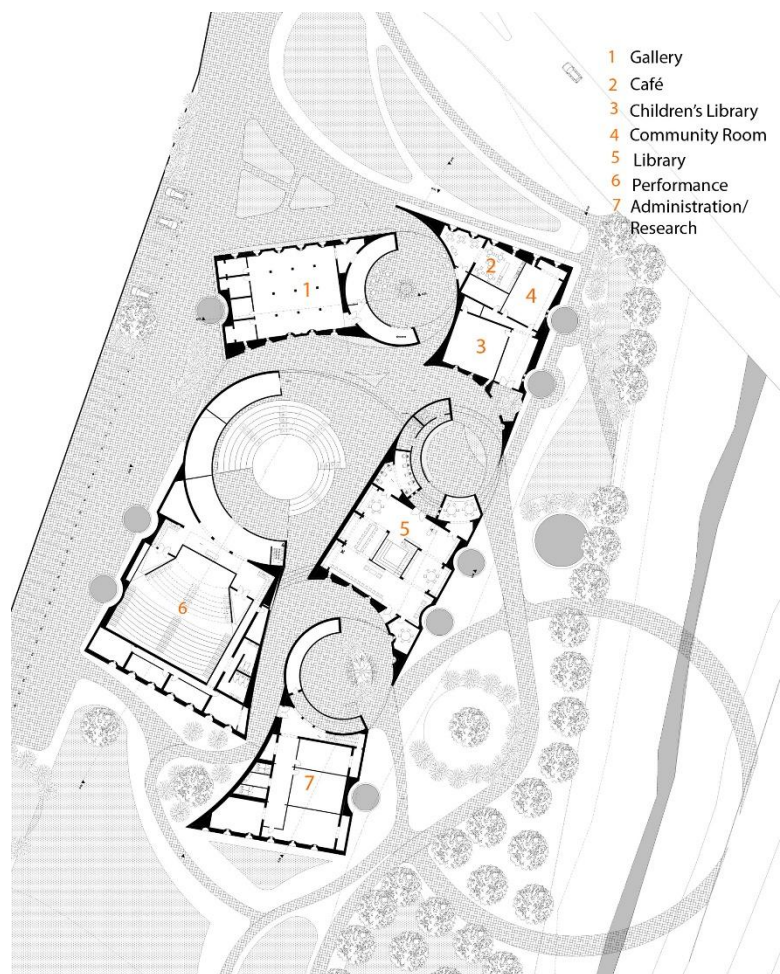 1 Gallery
2 Café
3 Children's Library
4 Community Room
5 Library
6 Performance
7 Administration/
Research
1
2
4
3
5
6
7